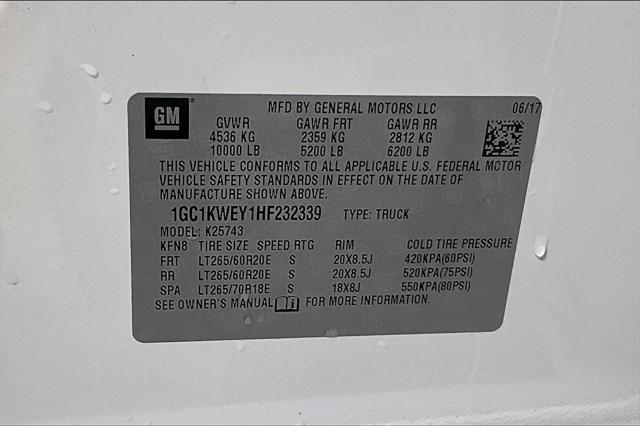 GM ® MFD BY GENERAL MOTORS LLC 06/17
GVWR GAWR FRT GAWR RR
4536 KG 2359 KG 2812 KG
10000 LB 5200 LB 6200 LB
THIS VEHICLE CONFORMS TO ALL APPLICABLE U.S. FEDERAL MOTOR
VEHICLE SAFETY STANDARDS IN EFFECT ON THE DATE OF
MANUFACTURE SHOWN ABOVE.
1GC1KWEY1HF232339 TYPE: TRUCK
MODEL: K25743
KFN8 TIRE SIZE SPEED RTG RIM COLD TIRE PRESSURE
FRT LT265/60R20E S 20X8.5J 420KPA(60PSI)
RR LT265/60R20E S 20X8.5J 520KPA(75PSI)
SPA LT265/70R18E S 18X8J 550KPA(80PSI)
SEE OWNER'S MANUAL FOR MORE INFORMATION.